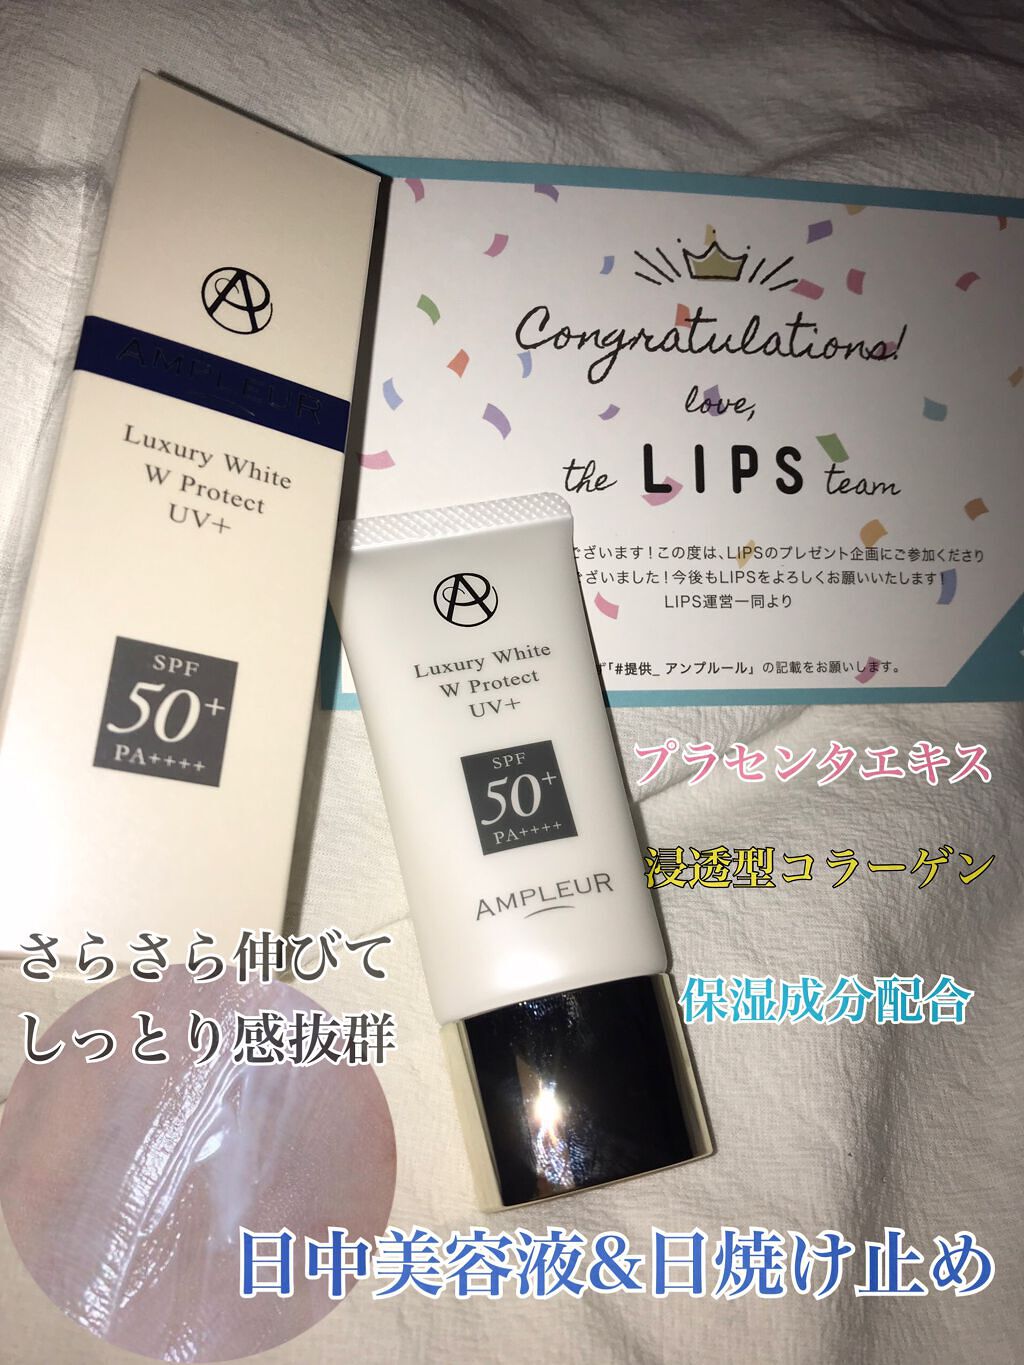 AMPLEUR
Luxury White
W Protect
UV+
SPF
50+
PA++++
Congratulations!
love,
the LIPS team
ございます!この度は、LIPSのプレゼント企画にご参加くださり
ざいました!今後もLIPSをよろしくお願いいたします!
LIPS運営一同より
「#提供_アンプルール」の記載をお願いします。
Luxury White
W Protect
UV+
SPF
50+
PA++++
AMPLEUR
プラセンタエキス
浸透型コラーゲン
保湿成分配合
さらさら伸びて
しっとり感抜群
日中美容液&日焼け止め